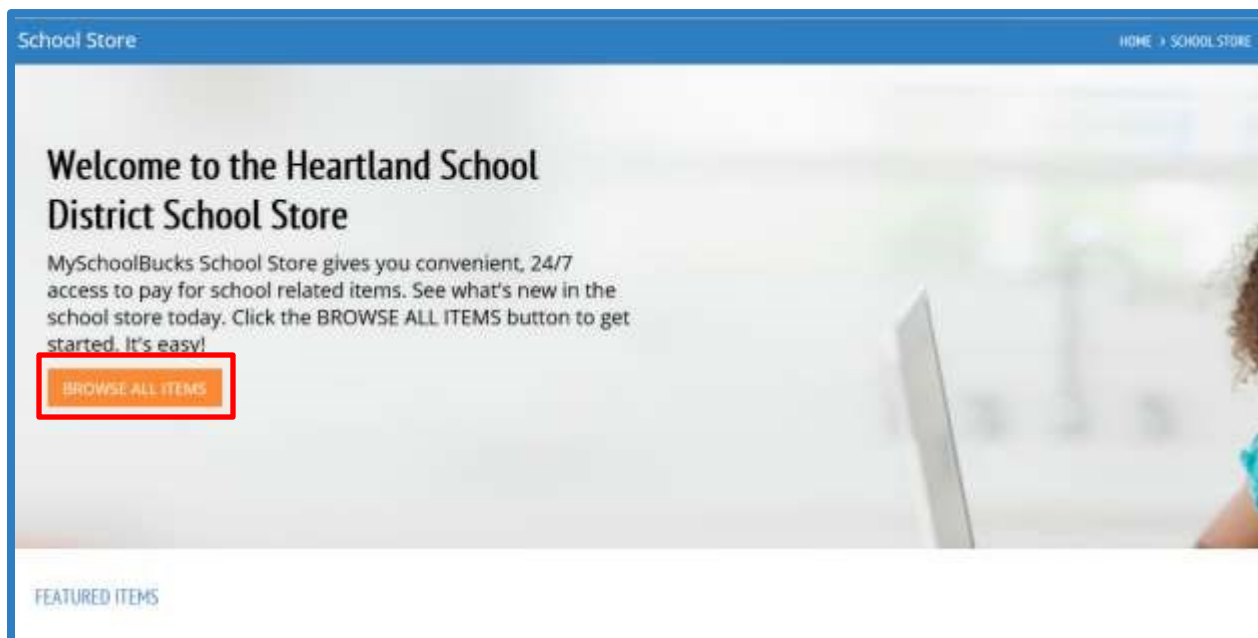 School Store
HOME > SCHOOL STORE
Welcome to the Heartland School
District School Store
MySchoolBucks School Store gives you convenient, 24/7
access to pay for school related items. See what's new in the
school store today. Click the BROWSE ALL ITEMS button to get
started. It's easy!
BROWSE ALL ITEMS
FEATURED ITEMS